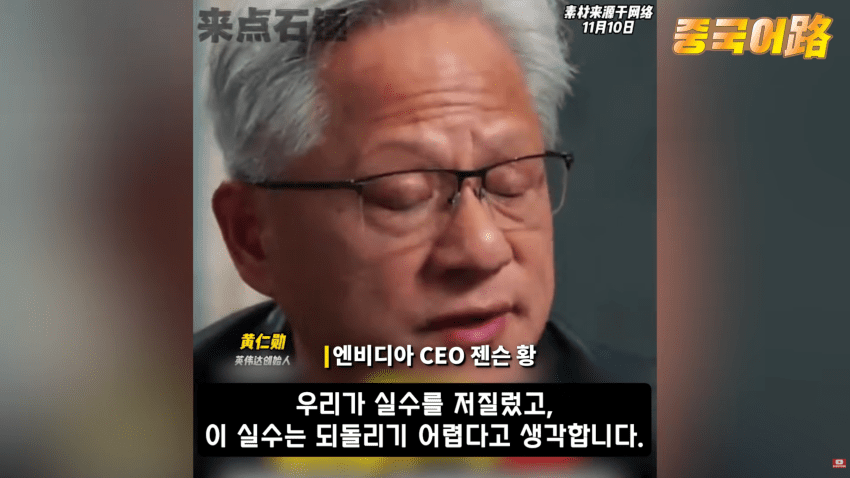 来点石锤
素材来源于网络
11月10日
중국어路
黄仁勋
英伟达创始人
엔비디아 CEO 젠슨 황
우리가 실수를 저질렀고,
이 실수는 되돌리기 어렵다고 생각합니다.